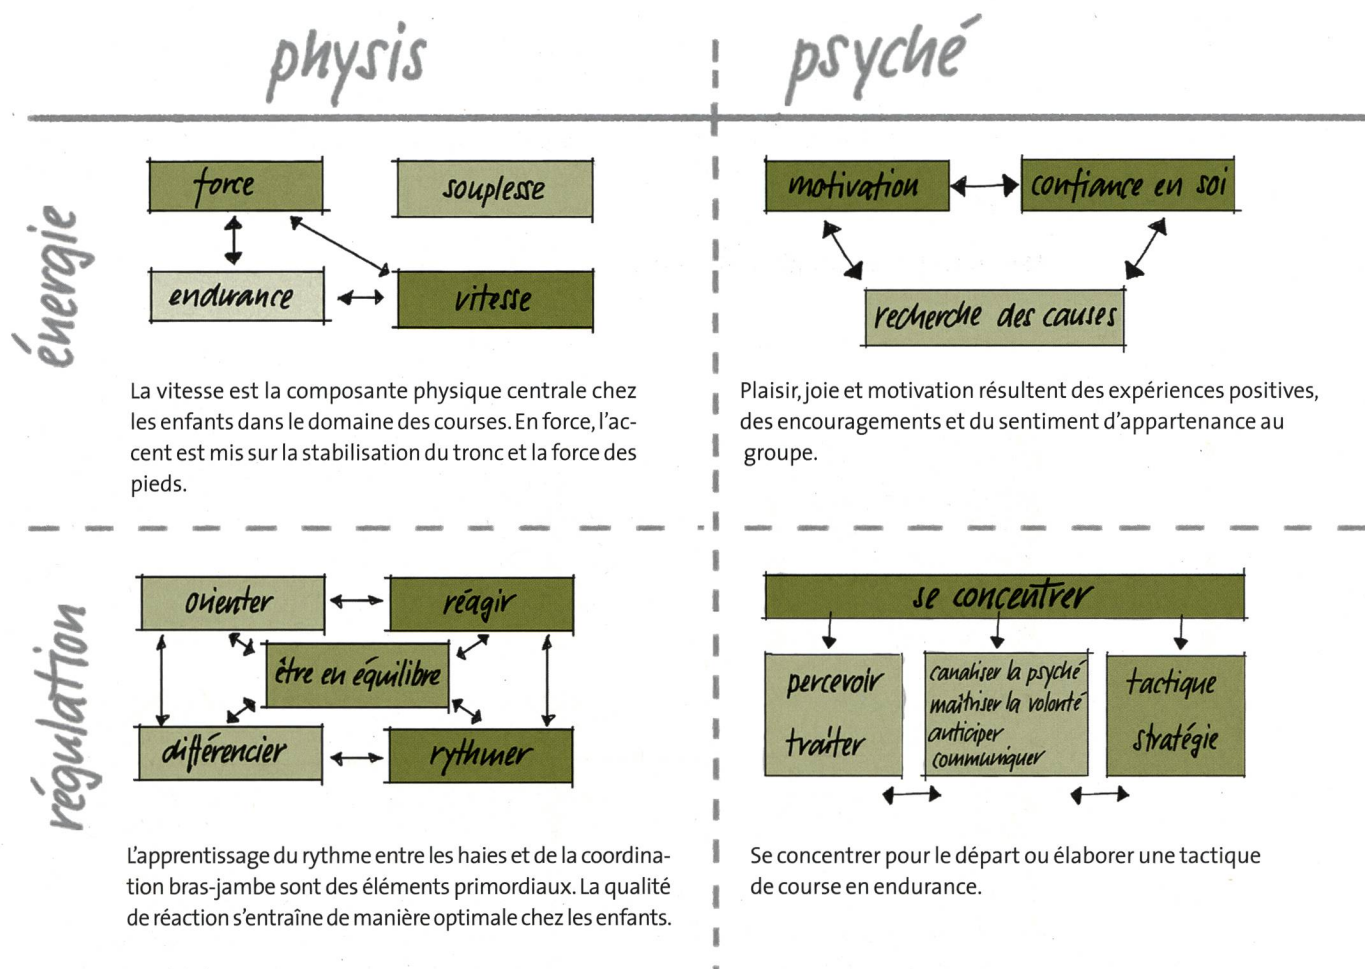 physis
psyché
énergie
force
souplesse
endurance
vitesse
La vitesse est la composante physique centrale chez
les enfants dans le domaine des courses. En force, l'ac-
cent est mis sur la stabilisation du tronc et la force des
pieds.
motivation
confiance en soi
recherche des causes
Plaisir, joie et motivation résultent des expériences positives,
des encouragements et du sentiment d'appartenance au
groupe.
régulation
orienter
réagir
être en équilibre
différencier
rythmer
L'apprentissage du rythme entre les haies et de la coordina-
tion bras-jambe sont des éléments primordiaux. La qualité
de réaction s'entraîne de manière optimale chez les enfants.
se concentrer
percevoir
traiter
canaliser la psyché
maîtriser la volonté
anticiper
communiquer
tactique
stratégie
Se concentrer pour le départ ou élaborer une tactique
de course en endurance.